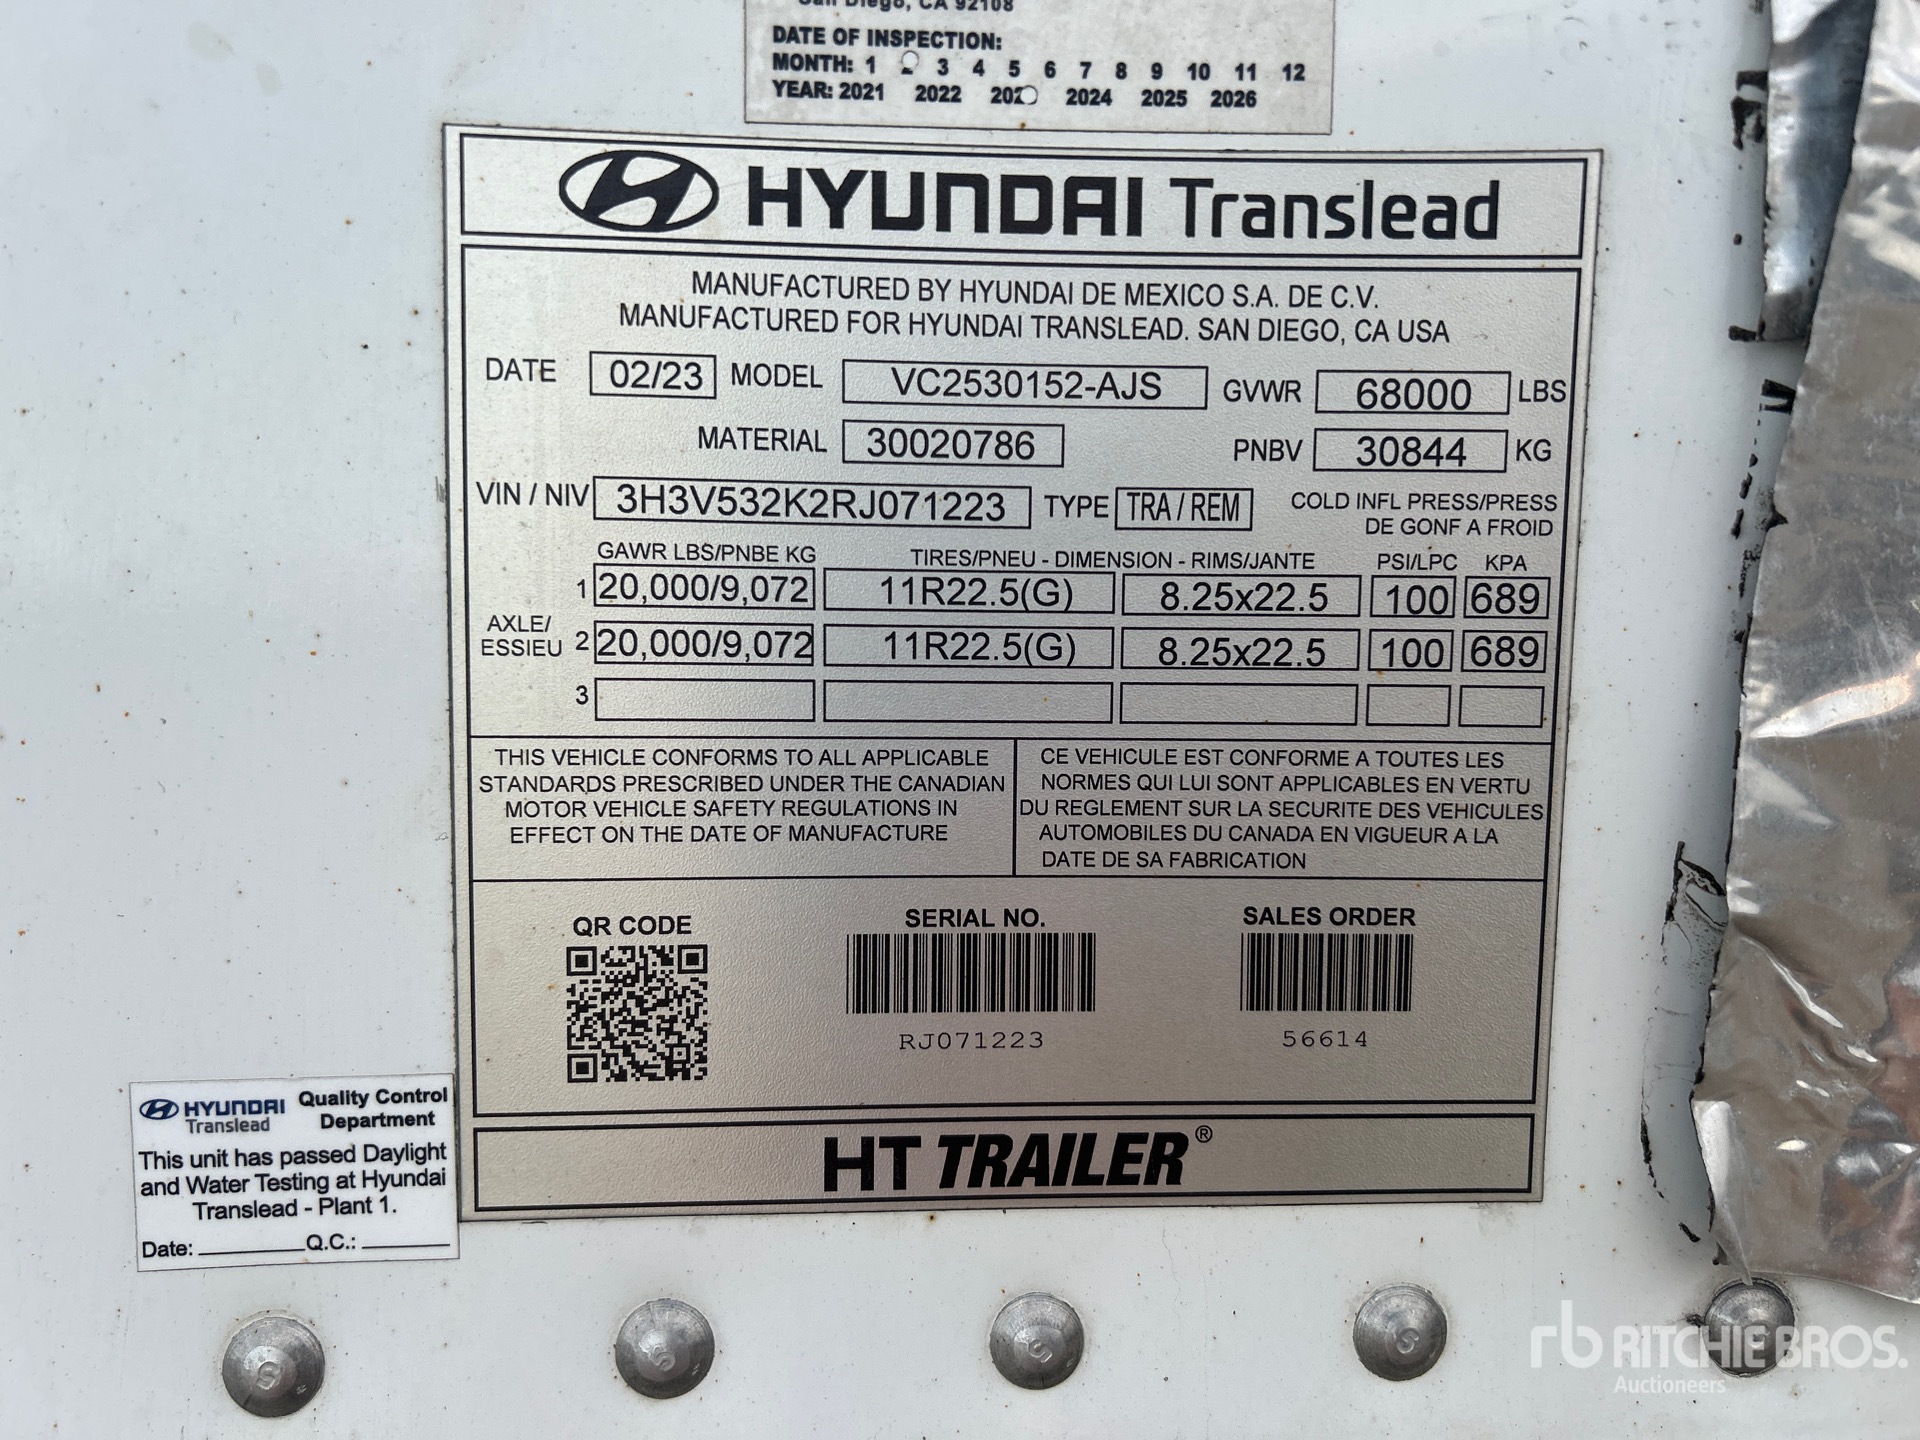 San Diego, CA 92108
DATE OF INSPECTION:
MONTH: 1 2 3 4 5 6 7 8 9 10 11 12
YEAR: 2021 2022 202 2024 2025 2026
HYUNDAI Translead
MANUFACTURED BY HYUNDAI DE MEXICO S.A. DE C.V.
MANUFACTURED FOR HYUNDAI TRANSLEAD. SAN DIEGO, CA USA
DATE 02/23 MODEL VC2530152-AJS GVWR 68000 LBS
MATERIAL 30020786 PNBV 30844 KG
VIN / NIV 3H3V532K2RJ071223 TYPE TRA / REM COLD INFL PRESS/PRESS
DE GONF A FROID
GAWR LBS/PNBE KG TIRES/PNEU - DIMENSION - RIMS/JANTE PSI/LPC KPA
1 20,000/9,072 11R22.5(G) 8.25x22.5 100 689
AXLE/
ESSIEU 2 20,000/9,072 11R22.5(G) 8.25x22.5 100 689
3
THIS VEHICLE CONFORMS TO ALL APPLICABLE
STANDARDS PRESCRIBED UNDER THE CANADIAN
MOTOR VEHICLE SAFETY REGULATIONS IN
EFFECT ON THE DATE OF MANUFACTURE
CE VEHICULE EST CONFORME A TOUTES LES
NORMES QUI LUI SONT APPLICABLES EN VERTU
DU REGLEMENT SUR LA SECURITE DES VEHICULES
AUTOMOBILES DU CANADA EN VIGUEUR A LA
DATE DE SA FABRICATION
QR CODE SERIAL NO. SALES ORDER
RJ071223 56614
HT TRAILER®
HYUNDAI Translead Quality Control
Department
This unit has passed Daylight
and Water Testing at Hyundai
Translead - Plant 1.
Date: Q.C.:
S S S S S
rb RITCHIE BROS.
Auctioneers